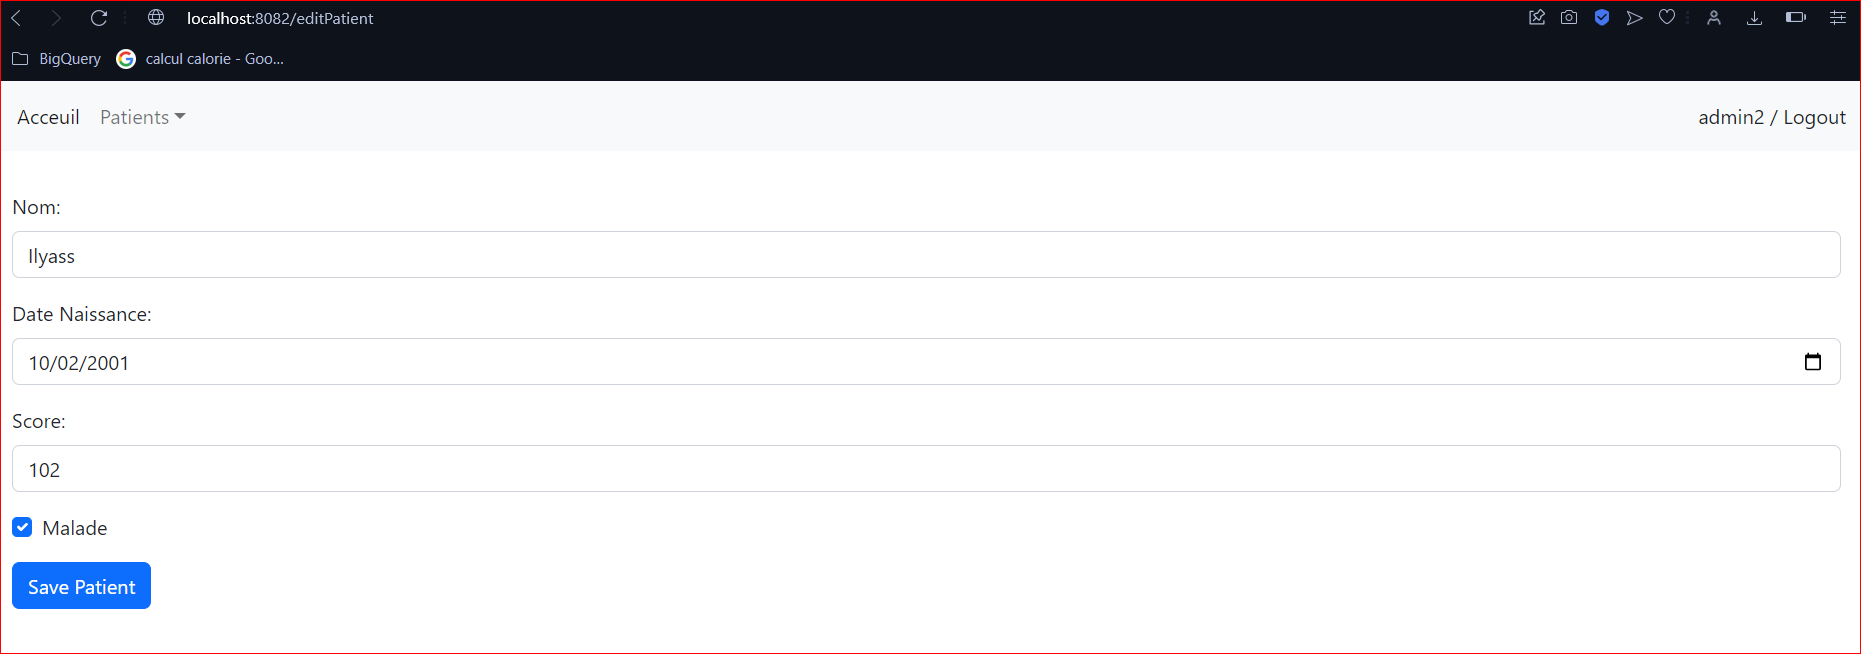 localhost:8082/editPatient
BigQuery calcul calorie - Goo...
Acceuil Patients admin2 / Logout
Nom:
Ilyass
Date Naissance:
10/02/2001
Score:
102
Malade
Save Patient